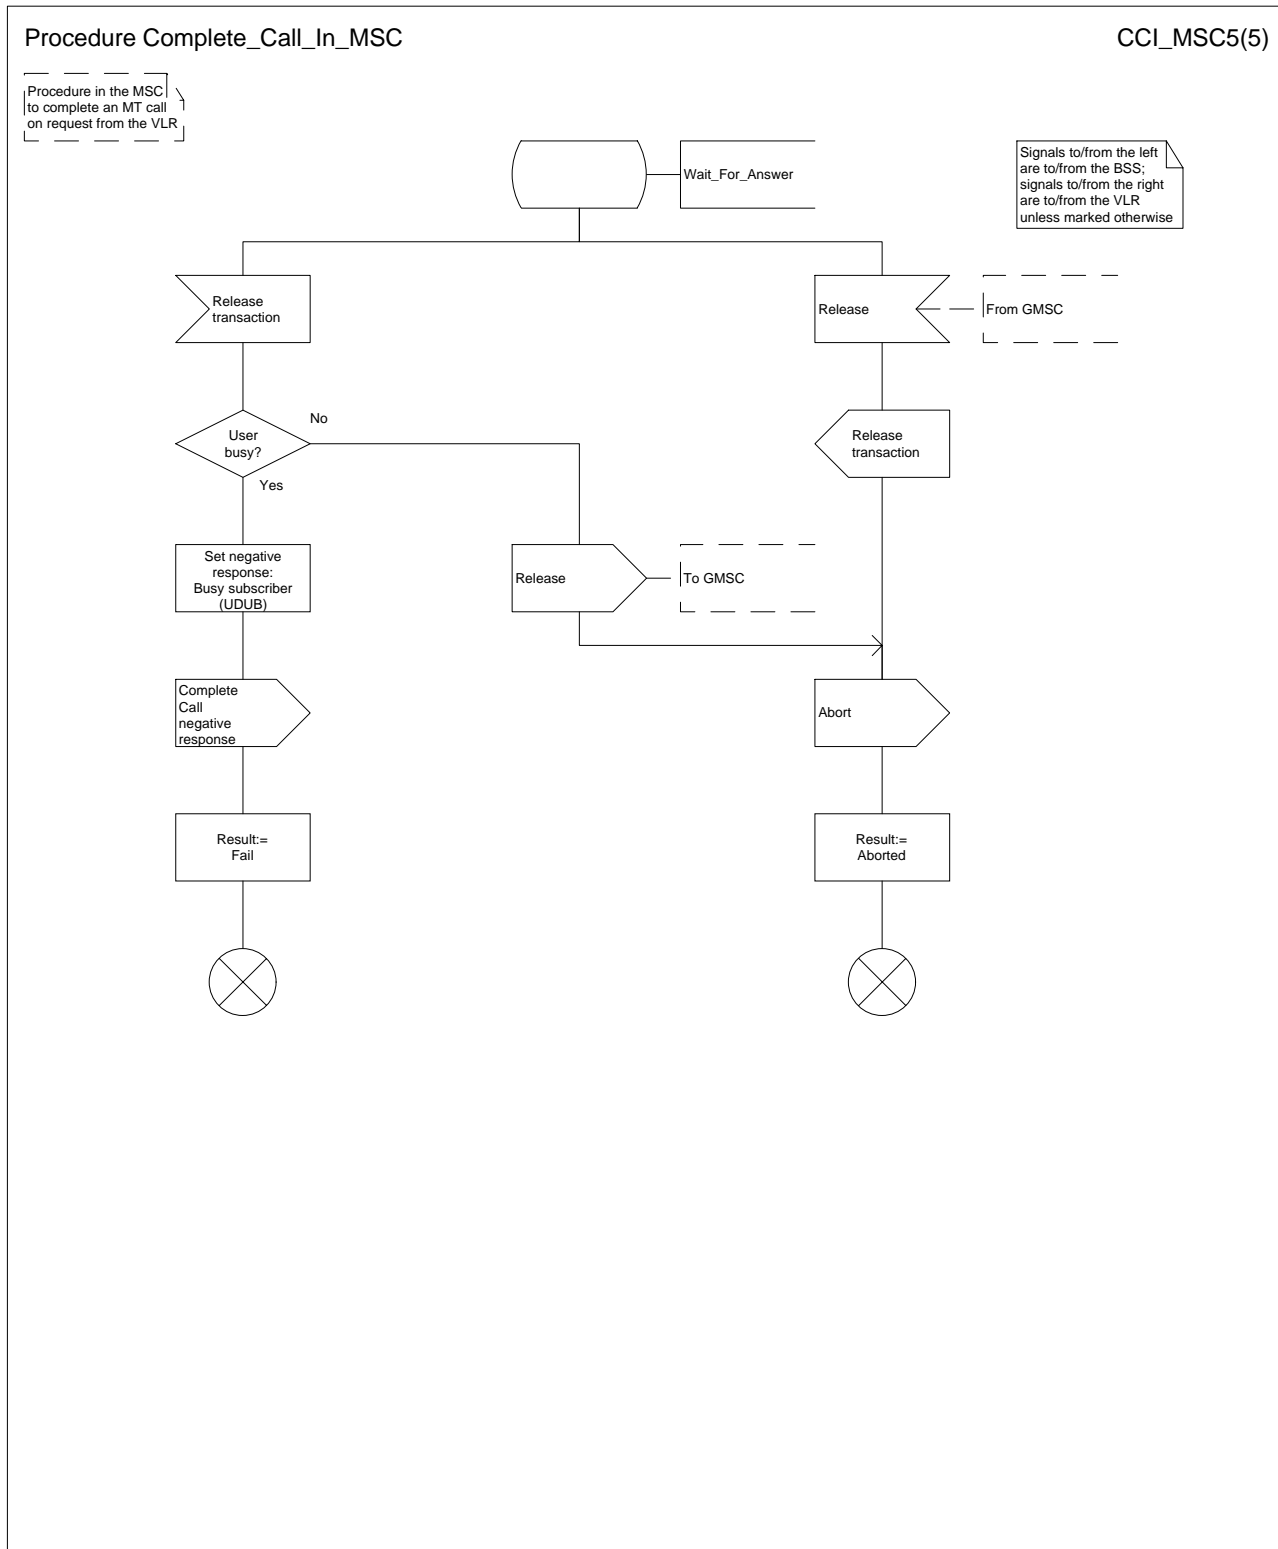 Procedure Complete_Call_In_MSC
CCI_MSC5(5)
Procedure in the MSC
to complete an MT call
on request from the VLR
Wait_For_Answer
Signals to/from the left
are to/from the BSS;
signals to/from the right
are to/from the VLR
unless marked otherwise
Release
transaction
Release
From GMSC
User
busy?
No
Yes
Release
transaction
Set negative
response:
Busy subscriber
(UDUB)
Release
To GMSC
Complete
Call
negative
response
Abort
Result:=
Fail
Result:=
Aborted